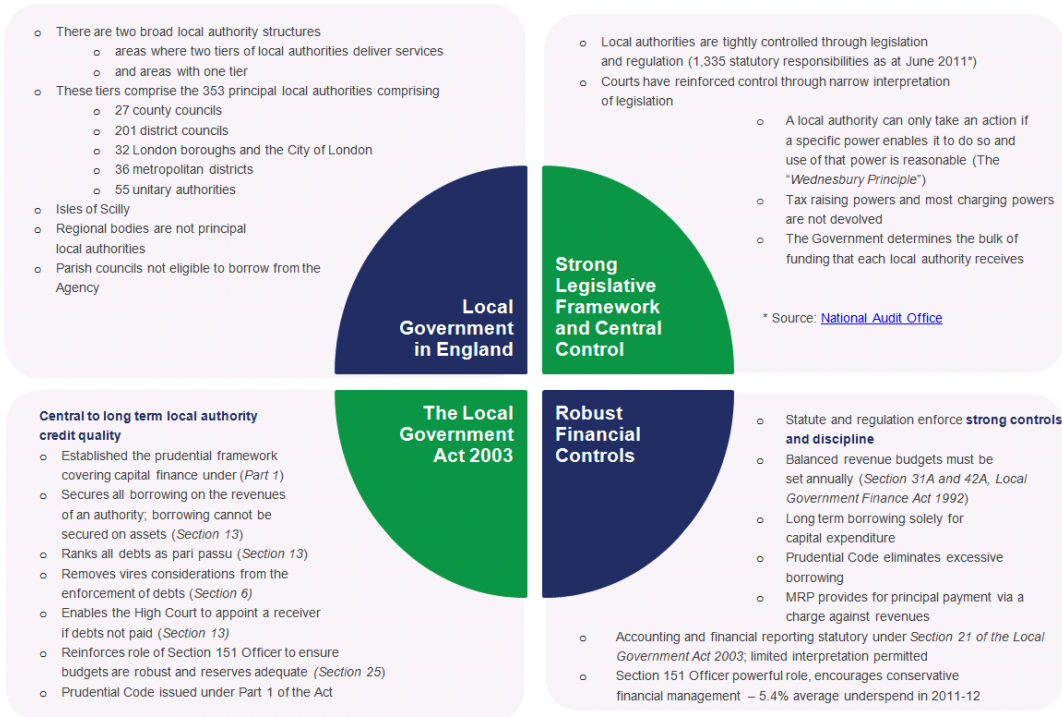 o There are two broad local authority structures
o areas where two tiers of local authorities deliver services
o and areas with one tier
o These tiers comprise the 353 principal local authorities comprising
o 27 county councils
o 201 district councils
o 32 London boroughs and the City of London
o 36 metropolitan districts
o 55 unitary authorities
o Isles of Scilly
o Regional bodies are not principal
local authorities
o Parish councils not eligible to borrow from the
Agency
Local
Government
in England
o Local authorities are tightly controlled through legislation
and regulation (1,335 statutory responsibilities as at June 2011*)
o Courts have reinforced control through narrow interpretation
of legislation
o A local authority can only take an action if
a specific power enables it to do so and
use of that power is reasonable (The
“Wednesbury Principle”)
o Tax raising powers and most charging powers
are not devolved
o The Government determines the bulk of
funding that each local authority receives
* Source: National Audit Office
Strong
Legislative
Framework
and Central
Control
Central to long term local authority
credit quality
o Established the prudential framework
covering capital finance under (Part 1)
o Secures all borrowing on the revenues
of an authority; borrowing cannot be
secured on assets (Section 13)
o Ranks all debts as pari passu (Section 13)
o Removes vires considerations from the
enforcement of debts (Section 6)
o Enables the High Court to appoint a receiver
if debts not paid (Section 13)
o Reinforces role of Section 151 Officer to ensure
budgets are robust and reserves adequate (Section 25)
o Prudential Code issued under Part 1 of the Act
The Local
Government
Act 2003
Robust
Financial
Controls
o Statute and regulation enforce strong controls
and discipline
o Balanced revenue budgets must be
set annually (Section 31A and 42A, Local
Government Finance Act 1992)
o Long term borrowing solely for
capital expenditure
o Prudential Code eliminates excessive
borrowing
o MRP provides for principal payment via a
charge against revenues
o Accounting and financial reporting statutory under Section 21 of the Local
Government Act 2003; limited interpretation permitted
o Section 151 Officer powerful role, encourages conservative
financial management – 5.4% average underspend in 2011-12